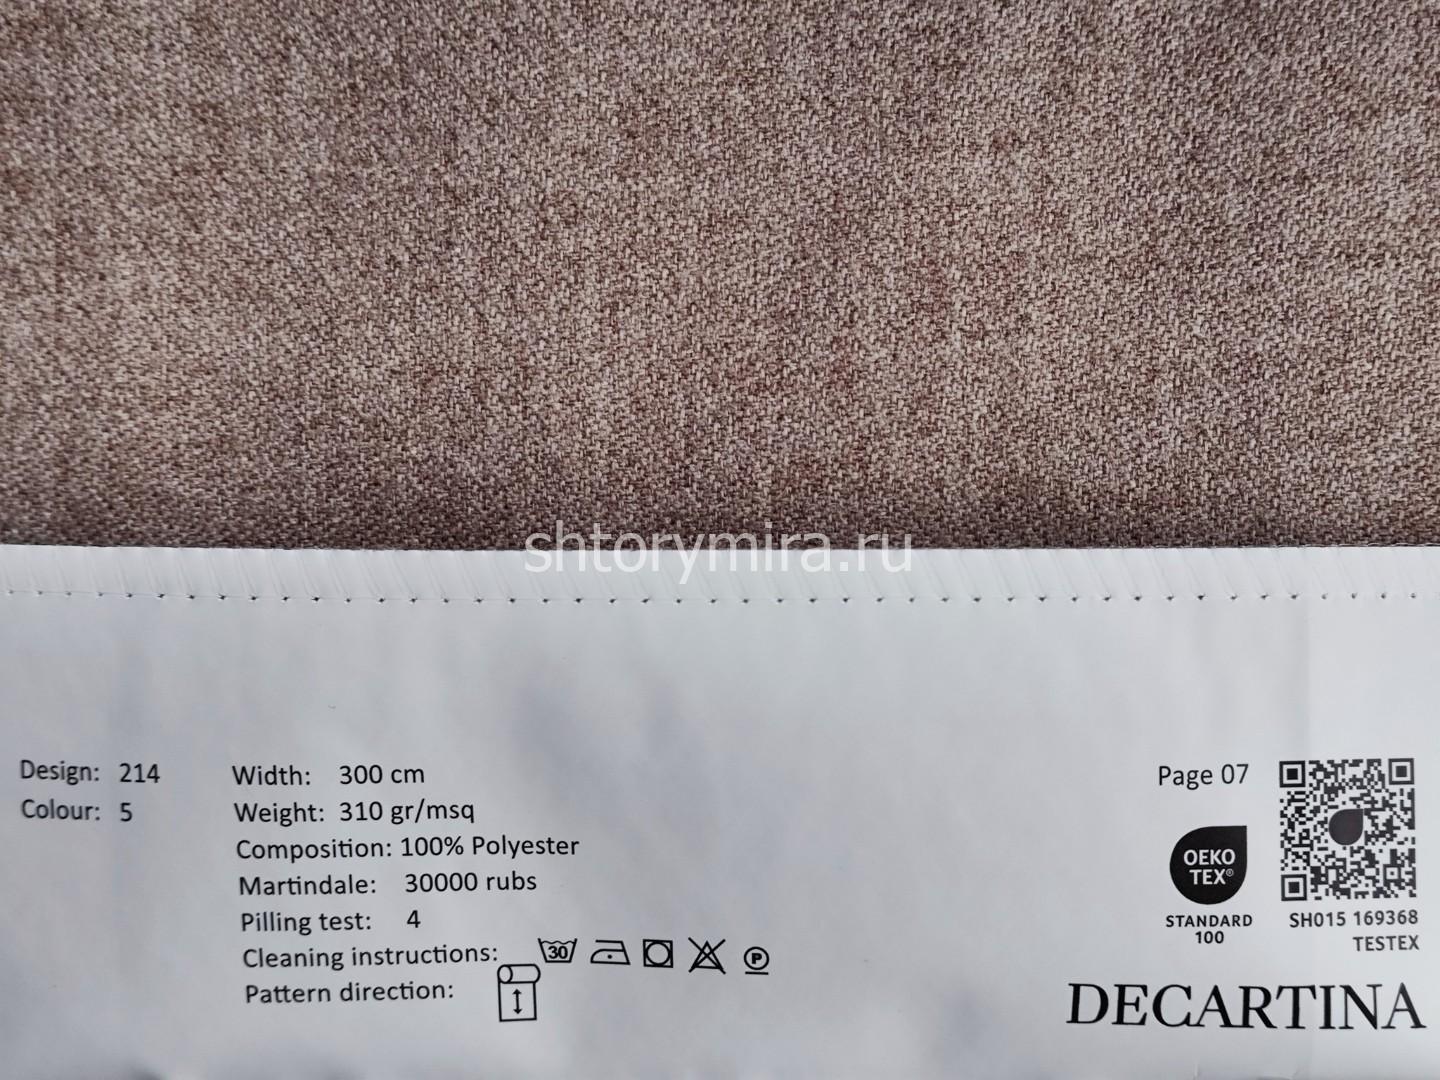 shtorymira.ru
Design: 214
Colour: 5
Width: 300 cm
Weight: 310 gr/msq
Composition: 100% Polyester
Martindale: 30000 rubs
Pilling test: 4
Cleaning instructions: 30 P
Pattern direction:
Page 07
OEKO
TEX®
STANDARD
100
SH015 169368
TESTEX
DECARTINA